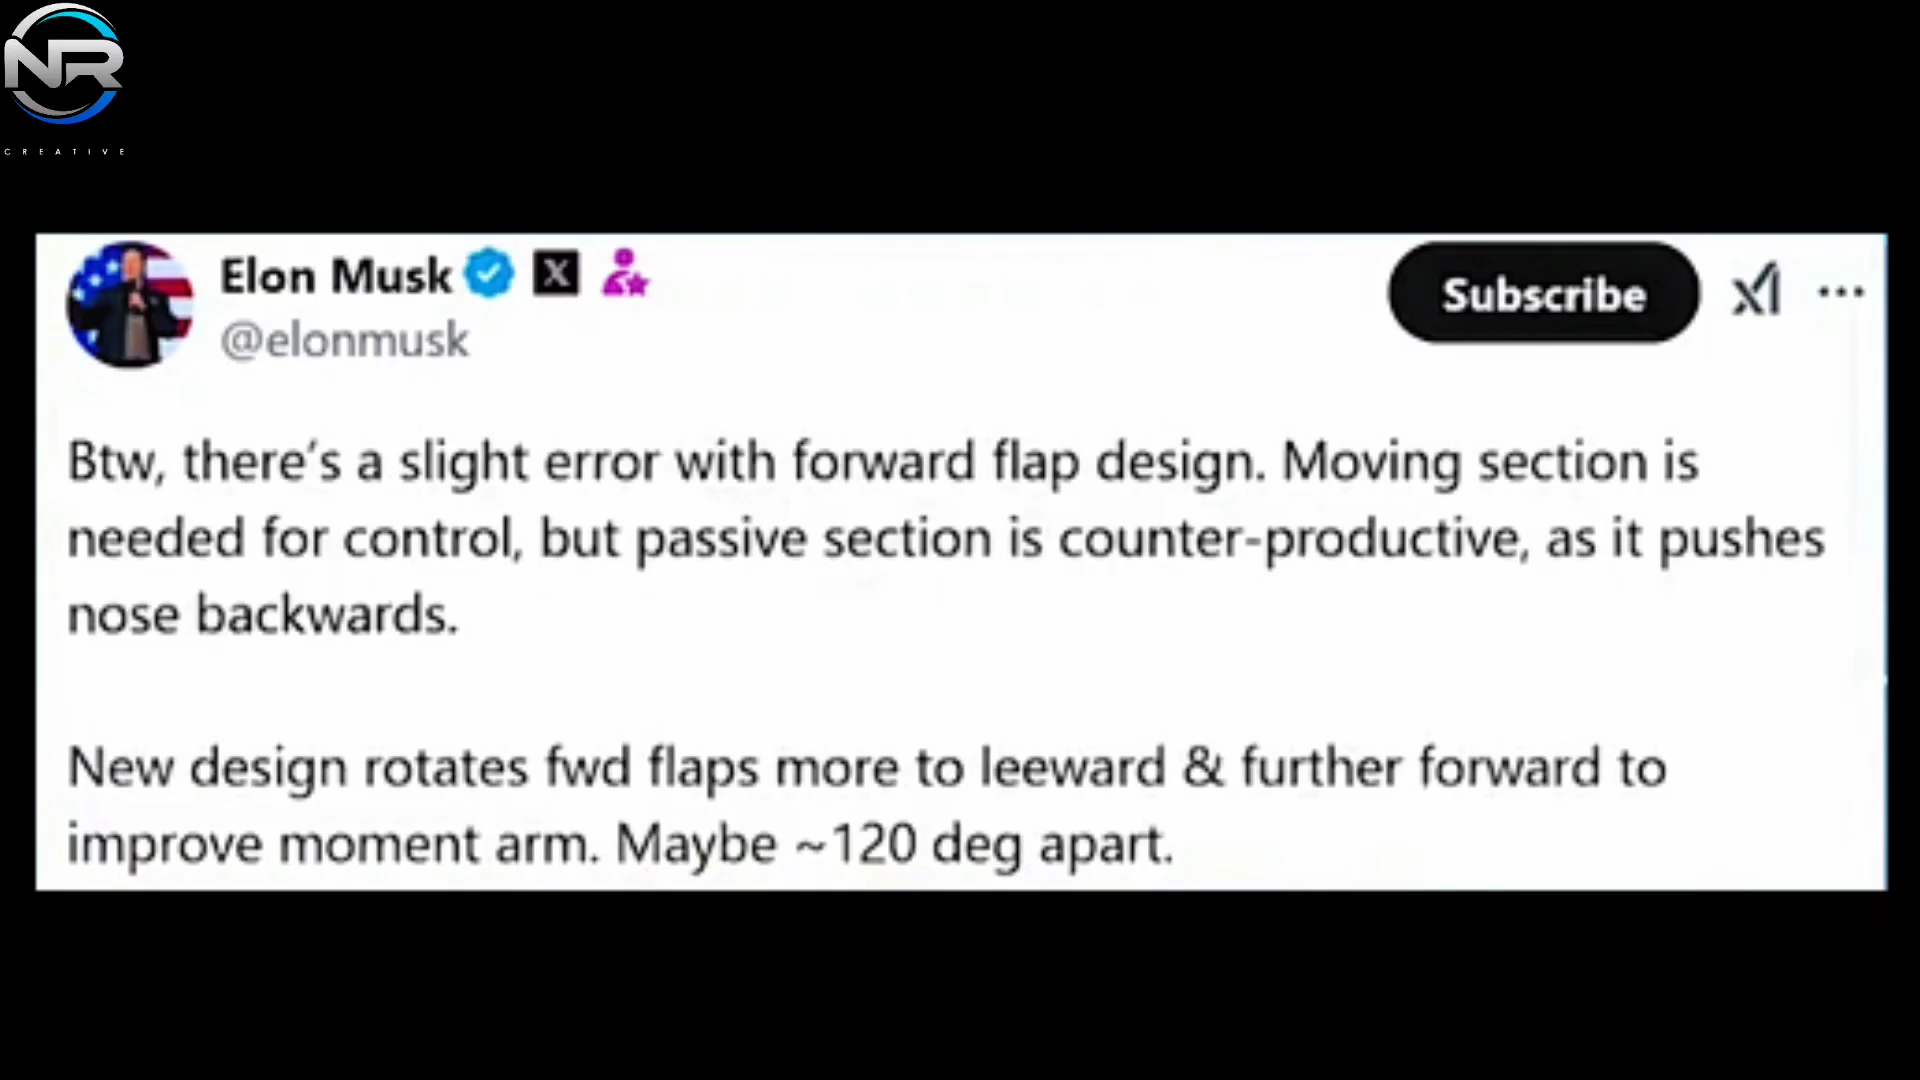 NR
CREATIVE
Elon Musk
@elonmusk
Subscribe
Btw, there's a slight error with forward flap design. Moving section is
needed for control, but passive section is counter-productive, as it pushes
nose backwards.
New design rotates fwd flaps more to leeward & further forward to
improve moment arm. Maybe ~120 deg apart.